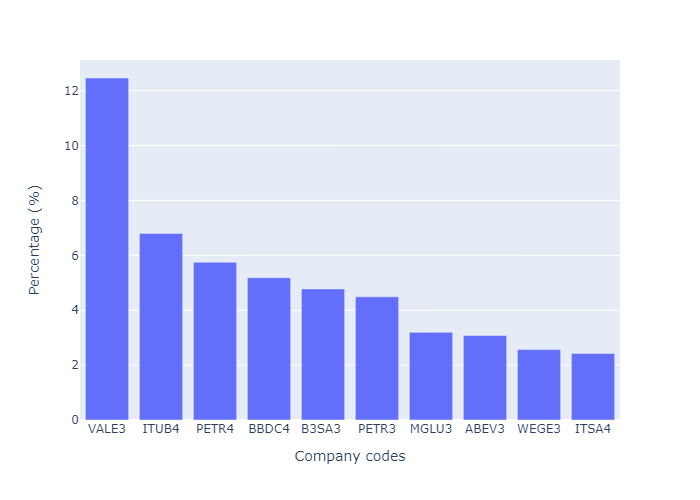 Percentage (%)
12
10
8
6
4
2
0
VALE3 ITUB4 PETR4 BBDC4 B3SA3 PETR3 MGLU3 ABEV3 WEGE3 ITSA4
Company codes